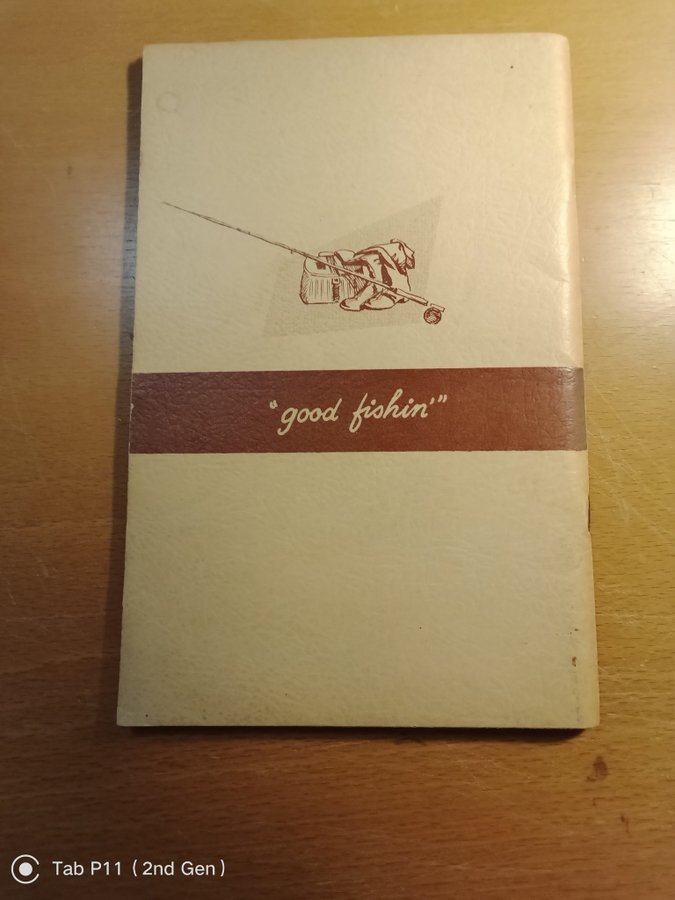 "good fishin'"
Tab P11 (2nd Gen)